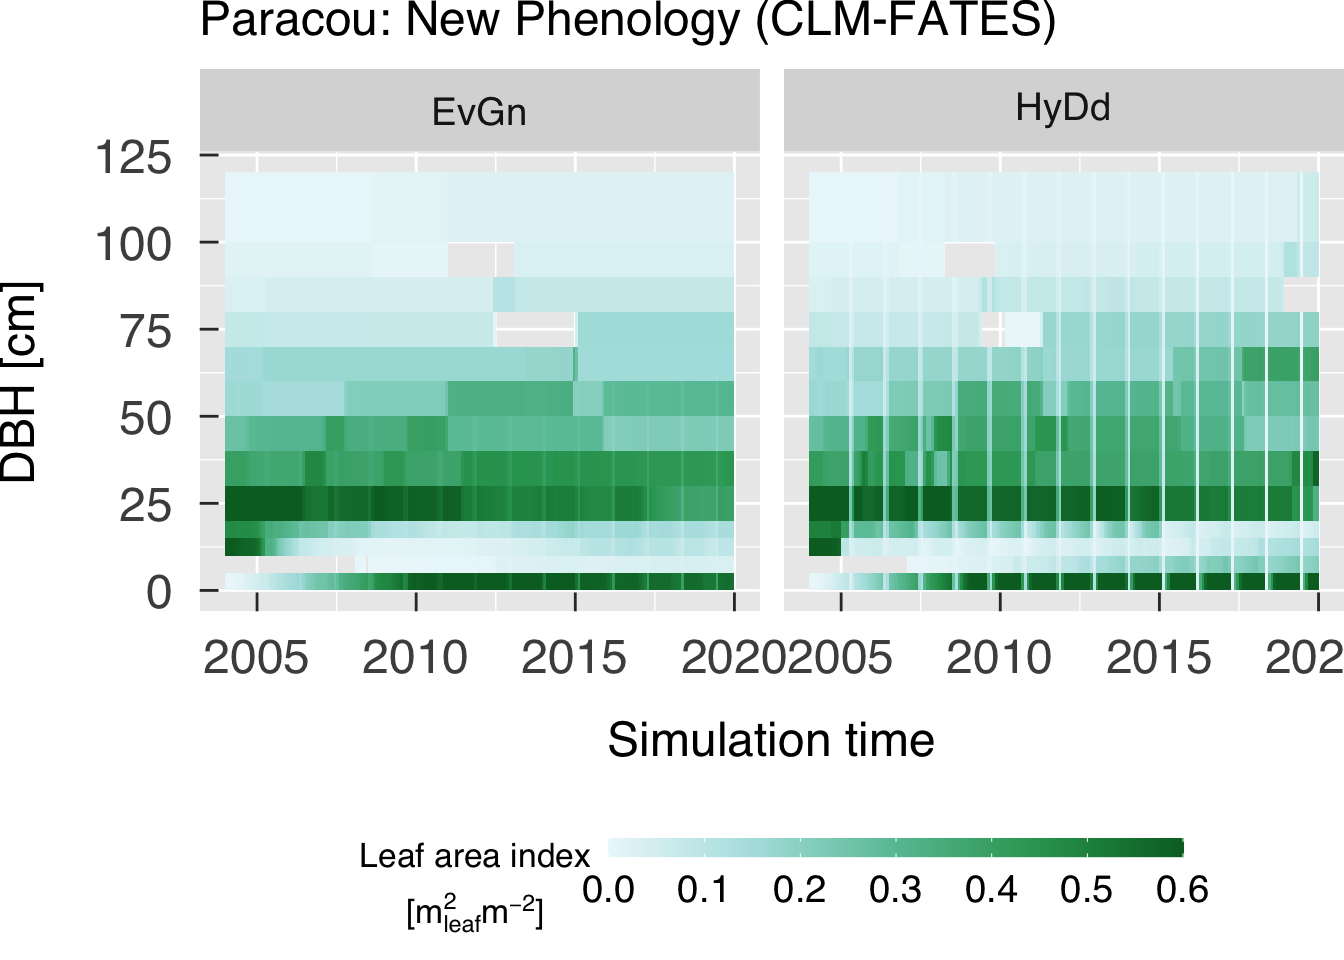 Paracou: New Phenology (CLM-FATES)
EvGn
HyDd
DBH [cm]
125
100
75
50
25
0
2005 2010 2015 2020 2005 2010 2015 202
Simulation time
Leaf area index
[m²leaf m⁻²]
0.0 0.1 0.2 0.3 0.4 0.5 0.6